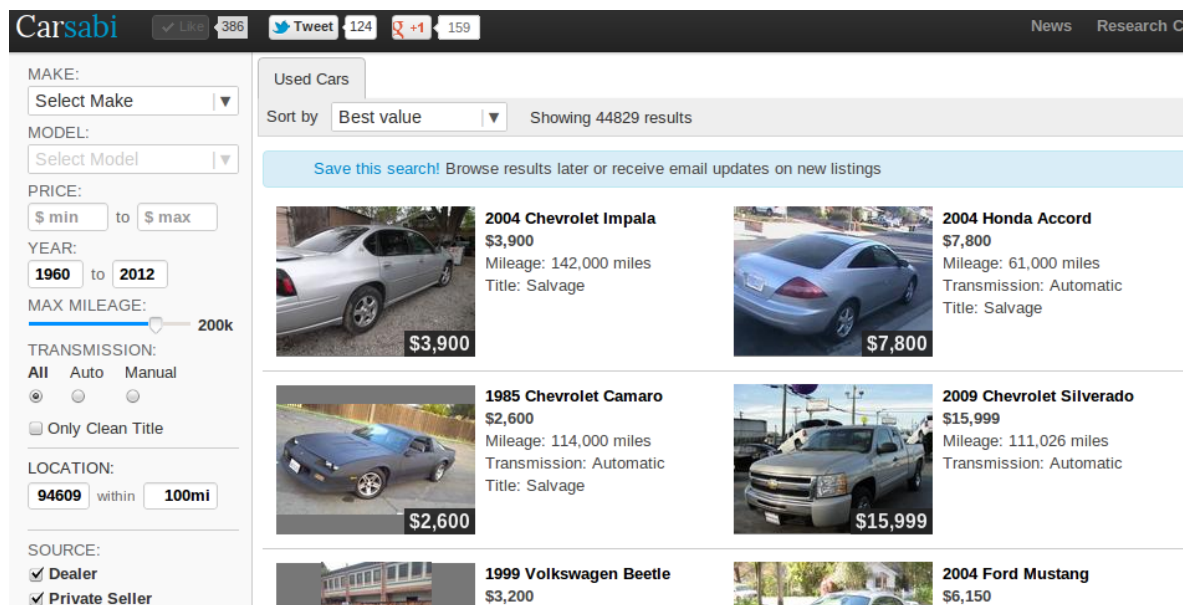 Carsabi Like 386 Tweet 124 +1 159 News Research C
MAKE:
Select Make
MODEL:
Select Model
PRICE:
$ min to $ max
YEAR:
1960 to 2012
MAX MILEAGE:
200k
TRANSMISSION:
All Auto Manual
Only Clean Title
LOCATION:
94609 within 100mi
SOURCE:
Dealer
Private Seller
Used Cars
Sort by Best value Showing 44829 results
Save this search! Browse results later or receive email updates on new listings
$3,900
2004 Chevrolet Impala
$3,900
Mileage: 142,000 miles
Title: Salvage
$7,800
2004 Honda Accord
$7,800
Mileage: 61,000 miles
Transmission: Automatic
Title: Salvage
$2,600
1985 Chevrolet Camaro
$2,600
Mileage: 114,000 miles
Transmission: Automatic
Title: Salvage
$15,999
2009 Chevrolet Silverado
$15,999
Mileage: 111,026 miles
Transmission: Automatic
1999 Volkswagen Beetle
$3,200
2004 Ford Mustang
$6,150